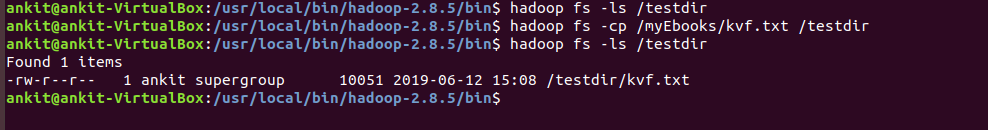 ankit@ankit-VirtualBox:/usr/local/bin/hadoop-2.8.5/bin$ hadoop fs -ls /testdir
ankit@ankit-VirtualBox:/usr/local/bin/hadoop-2.8.5/bin$ hadoop fs -cp /myEbooks/kvf.txt /testdir
ankit@ankit-VirtualBox:/usr/local/bin/hadoop-2.8.5/bin$ hadoop fs -ls /testdir
Found 1 items
-rw-r--r--   1 ankit supergroup      10051 2019-06-12 15:08 /testdir/kvf.txt
ankit@ankit-VirtualBox:/usr/local/bin/hadoop-2.8.5/bin$